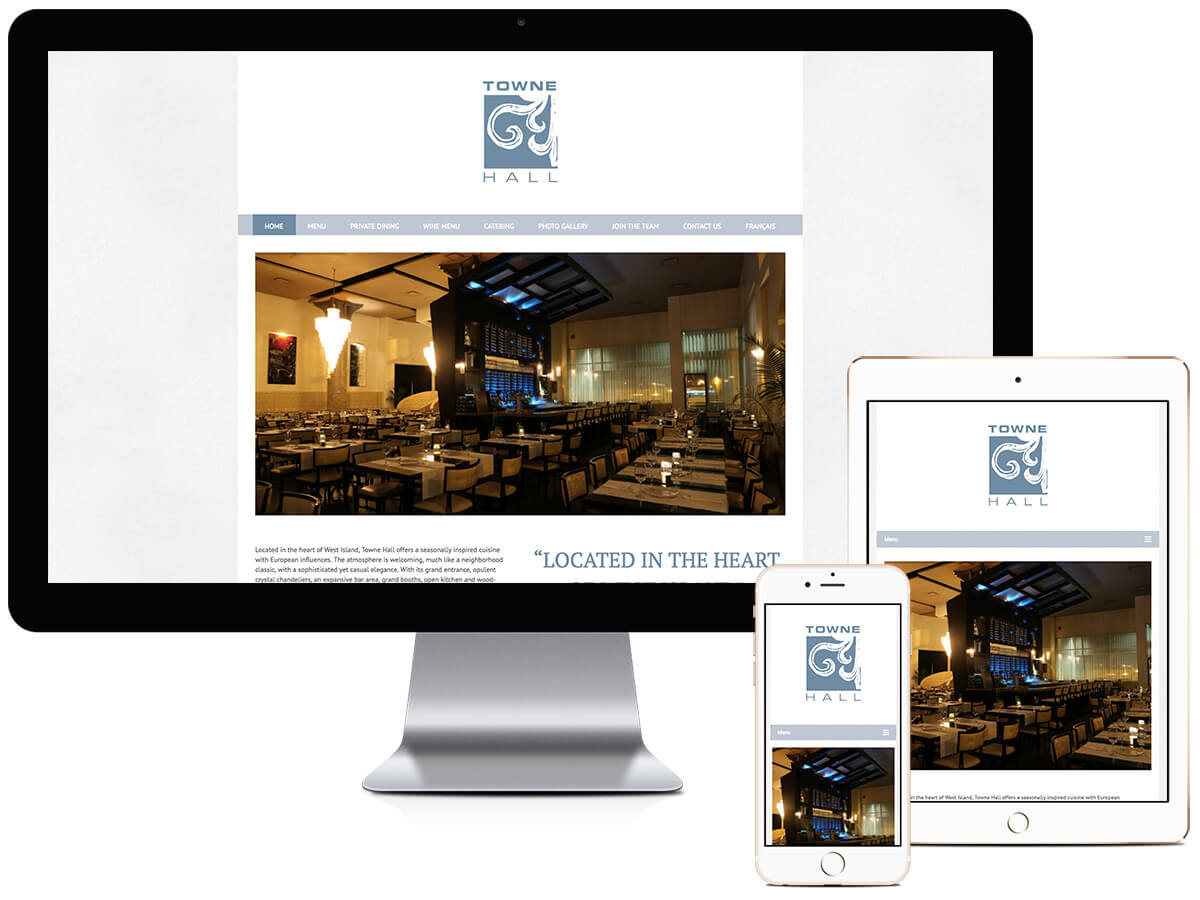 TOWNE
HALL
HOME MENU PRIVATE DINING WINE MENU CATERING PHOTO GALLERY JOIN THE TEAM CONTACT US FRANÇAIS
Located in the heart of West Island, Towne Hall offers a seasonally inspired cuisine
with European influences. The atmosphere is welcoming, much like a neighborhood
classic, with a sophisticated yet casual elegance. With its grand entrance, opulent
crystal chandeliers, an expansive bar area, grand booths, open kitchen and wood-
“LOCATED IN THE HEART
TOWNE
HALL
Menu
in the heart of West Island, Towne Hall offers a seasonally inspired cuisine with European
TOWNE
HALL
Menu